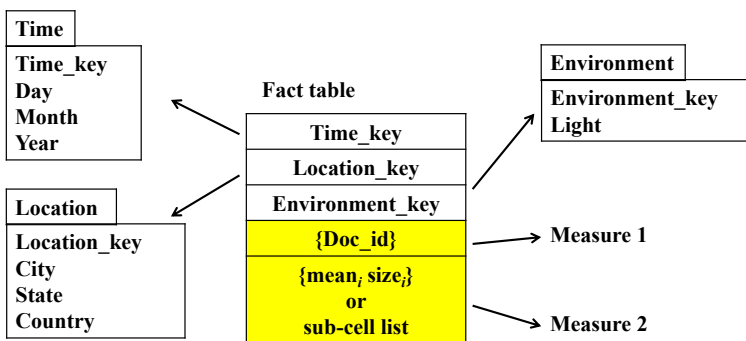 Time
Time_key
Day
Month
Year
Location
Location_key
City
State
Country
Fact table
Time_key
Location_key
Environment_key
{Doc_id}
{meanᵢ sizeᵢ}
or
sub-cell list
Environment
Environment_key
Light
Measure 1
Measure 2